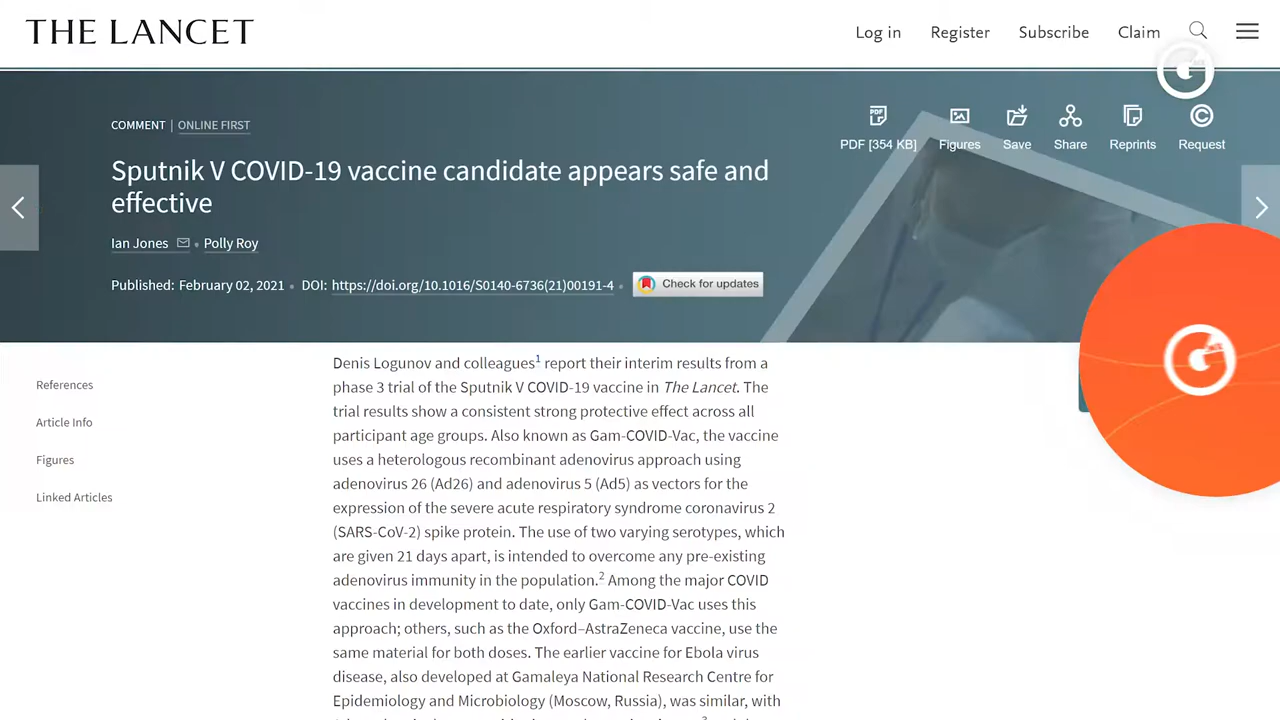 THE LANCET
Log in
Register
Subscribe
Claim
COMMENT | ONLINE FIRST
PDF [354 KB]
Figures
Save
Share
Reprints
Request
Sputnik V COVID-19 vaccine candidate appears safe and
effective
Ian Jones • Polly Roy
Published: February 02, 2021 • DOI: https://doi.org/10.1016/S0140-6736(21)00191-4 •
Check for updates
References
Article Info
Figures
Linked Articles
Denis Logunov and colleagues1 report their interim results from a
phase 3 trial of the Sputnik V COVID-19 vaccine in The Lancet. The
trial results show a consistent strong protective effect across all
participant age groups. Also known as Gam-COVID-Vac, the vaccine
uses a heterologous recombinant adenovirus approach using
adenovirus 26 (Ad26) and adenovirus 5 (Ad5) as vectors for the
expression of the severe acute respiratory syndrome coronavirus 2
(SARS-CoV-2) spike protein. The use of two varying serotypes, which
are given 21 days apart, is intended to overcome any pre-existing
adenovirus immunity in the population.2 Among the major COVID
vaccines in development to date, only Gam-COVID-Vac uses this
approach; others, such as the Oxford–AstraZeneca vaccine, use the
same material for both doses. The earlier vaccine for Ebola virus
disease, also developed at Gamaleya National Research Centre for
Epidemiology and Microbiology (Moscow, Russia), was similar, with